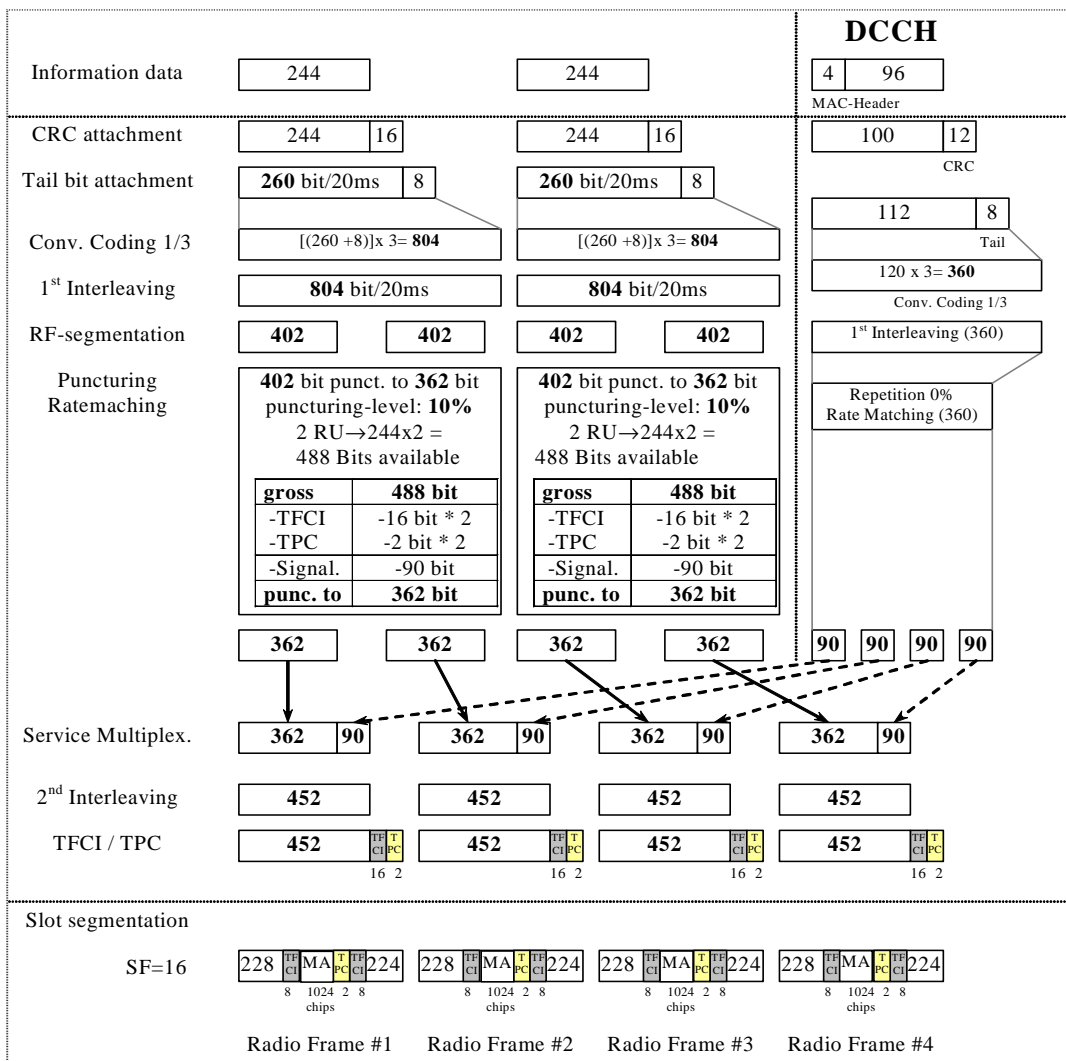 DCCH
Information data 244 244 4 96
MAC-Header
CRC attachment 244 16 244 16 100 12
CRC
Tail bit attachment 260 bit/20ms 8 260 bit/20ms 8
112 8
Tail
Conv. Coding 1/3 [(260 +8)]x 3= 804 [(260 +8)]x 3= 804
120 x 3= 360
Conv. Coding 1/3
1st Interleaving 804 bit/20ms 804 bit/20ms
RF-segmentation 402 402 402 402 1st Interleaving (360)
Puncturing
Ratemaching
402 bit punct. to 362 bit
puncturing-level: 10%
2 RU→244x2 =
488 Bits available
gross 488 bit
-TFCI -16 bit * 2
-TPC -2 bit * 2
-Signal. -90 bit
punc. to 362 bit
402 bit punct. to 362 bit
puncturing-level: 10%
2 RU→244x2 =
488 Bits available
gross 488 bit
-TFCI -16 bit * 2
-TPC -2 bit * 2
-Signal. -90 bit
punc. to 362 bit
Repetition 0%
Rate Matching (360)
362 362 362 362 90 90 90 90
Service Multiplex. 362 90 362 90 362 90 362 90
2nd Interleaving 452 452 452 452
TFCI / TPC 452 TF CI T PC 452 TF CI T PC 452 TF CI T PC 452 TF CI T PC
16 2 16 2 16 2 16 2
Slot segmentation
SF=16 228 TF CI MA T PC TF CI 224 228 TF CI MA T PC TF CI 224 228 TF CI MA T PC TF CI 224 228 TF CI MA T PC TF CI 224
8 1024 2 8 8 1024 2 8 8 1024 2 8 8 1024 2 8
chips chips chips chips
Radio Frame #1 Radio Frame #2 Radio Frame #3 Radio Frame #4